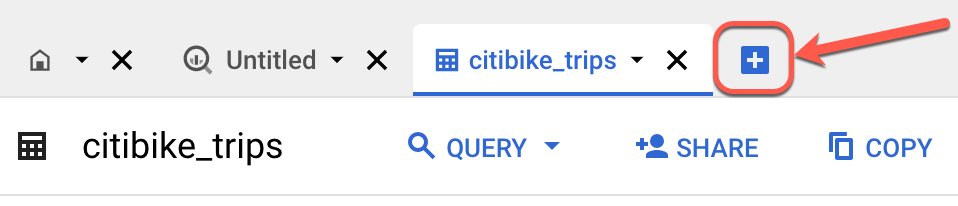 Untitled citibike_trips
citibike_trips QUERY SHARE COPY